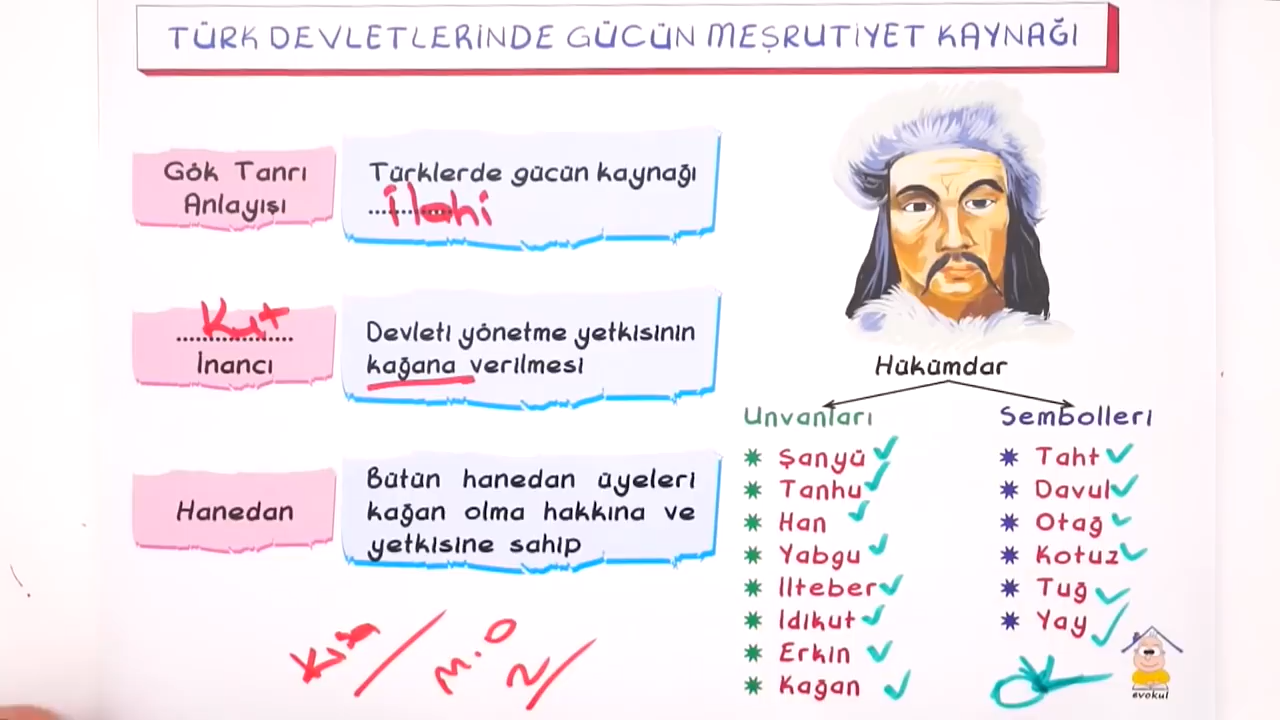 TÜRK DEVLETLERİNDE GÜCÜN MEŞRUTİYET KAYNAĞI
Gök Tanrı
Anlayışı
Türklerde gücün kaynağı
.......... İlahi
Kut
..................
İnancı
Devleti yönetme yetkisinin
kağana verilmesi
Hanedan
Bütün hanedan üyeleri
kağan olma hakkına ve
yetkisine sahip
Hükümdar
Unvanları
Şanyü
Tanhu
Han
Yabgu
İlteber
İdikut
Erkin
Kağan
Sembolleri
Taht
Davul
Otağ
Kotuz
Tuğ
Yay
evokul